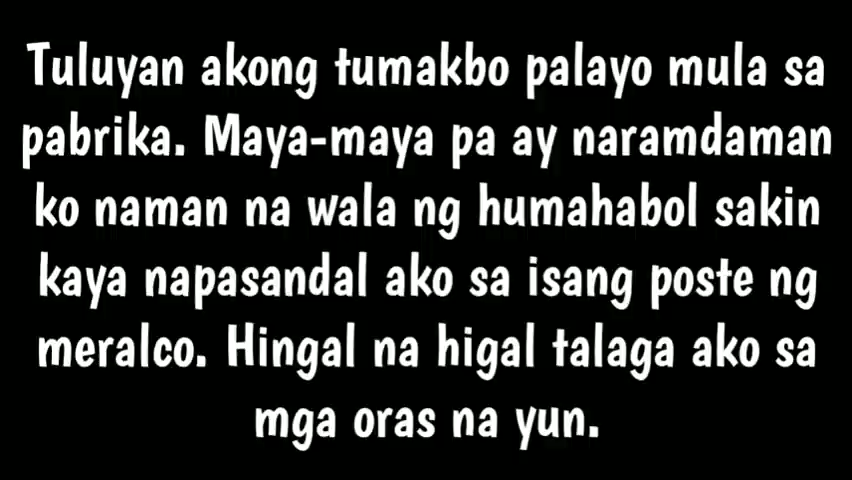 Tuluyan akong tumakbo palayo mula sa
pabrika. Maya-maya pa ay naramdaman
ko naman na wala ng humahabol sakin
kaya napasandal ako sa isang poste ng
meralco. Hingal na higal talaga ako sa
mga oras na yun.